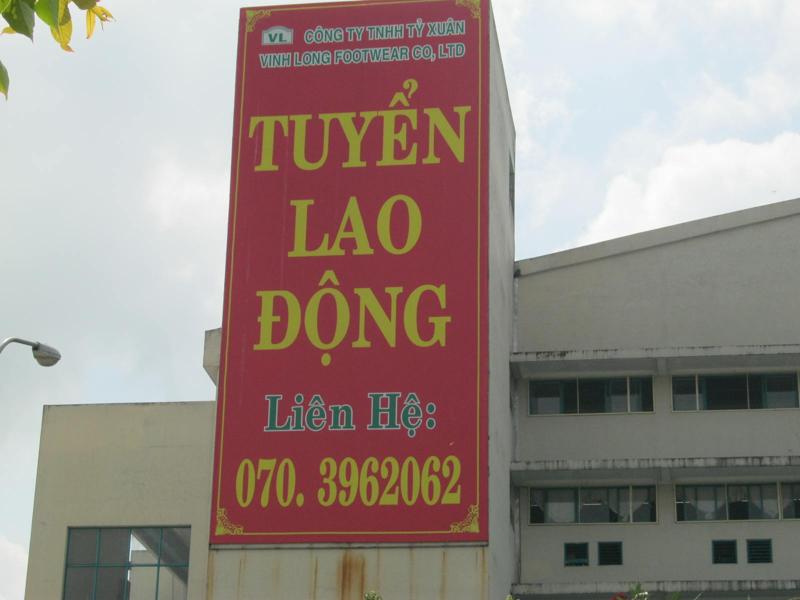 VL CÔNG TY TNHH TỶ XUÂN
VINH LONG FOOTWEAR CO, LTD
TUYỂN
LAO
ĐỘNG
Liên Hệ:
070. 3962062